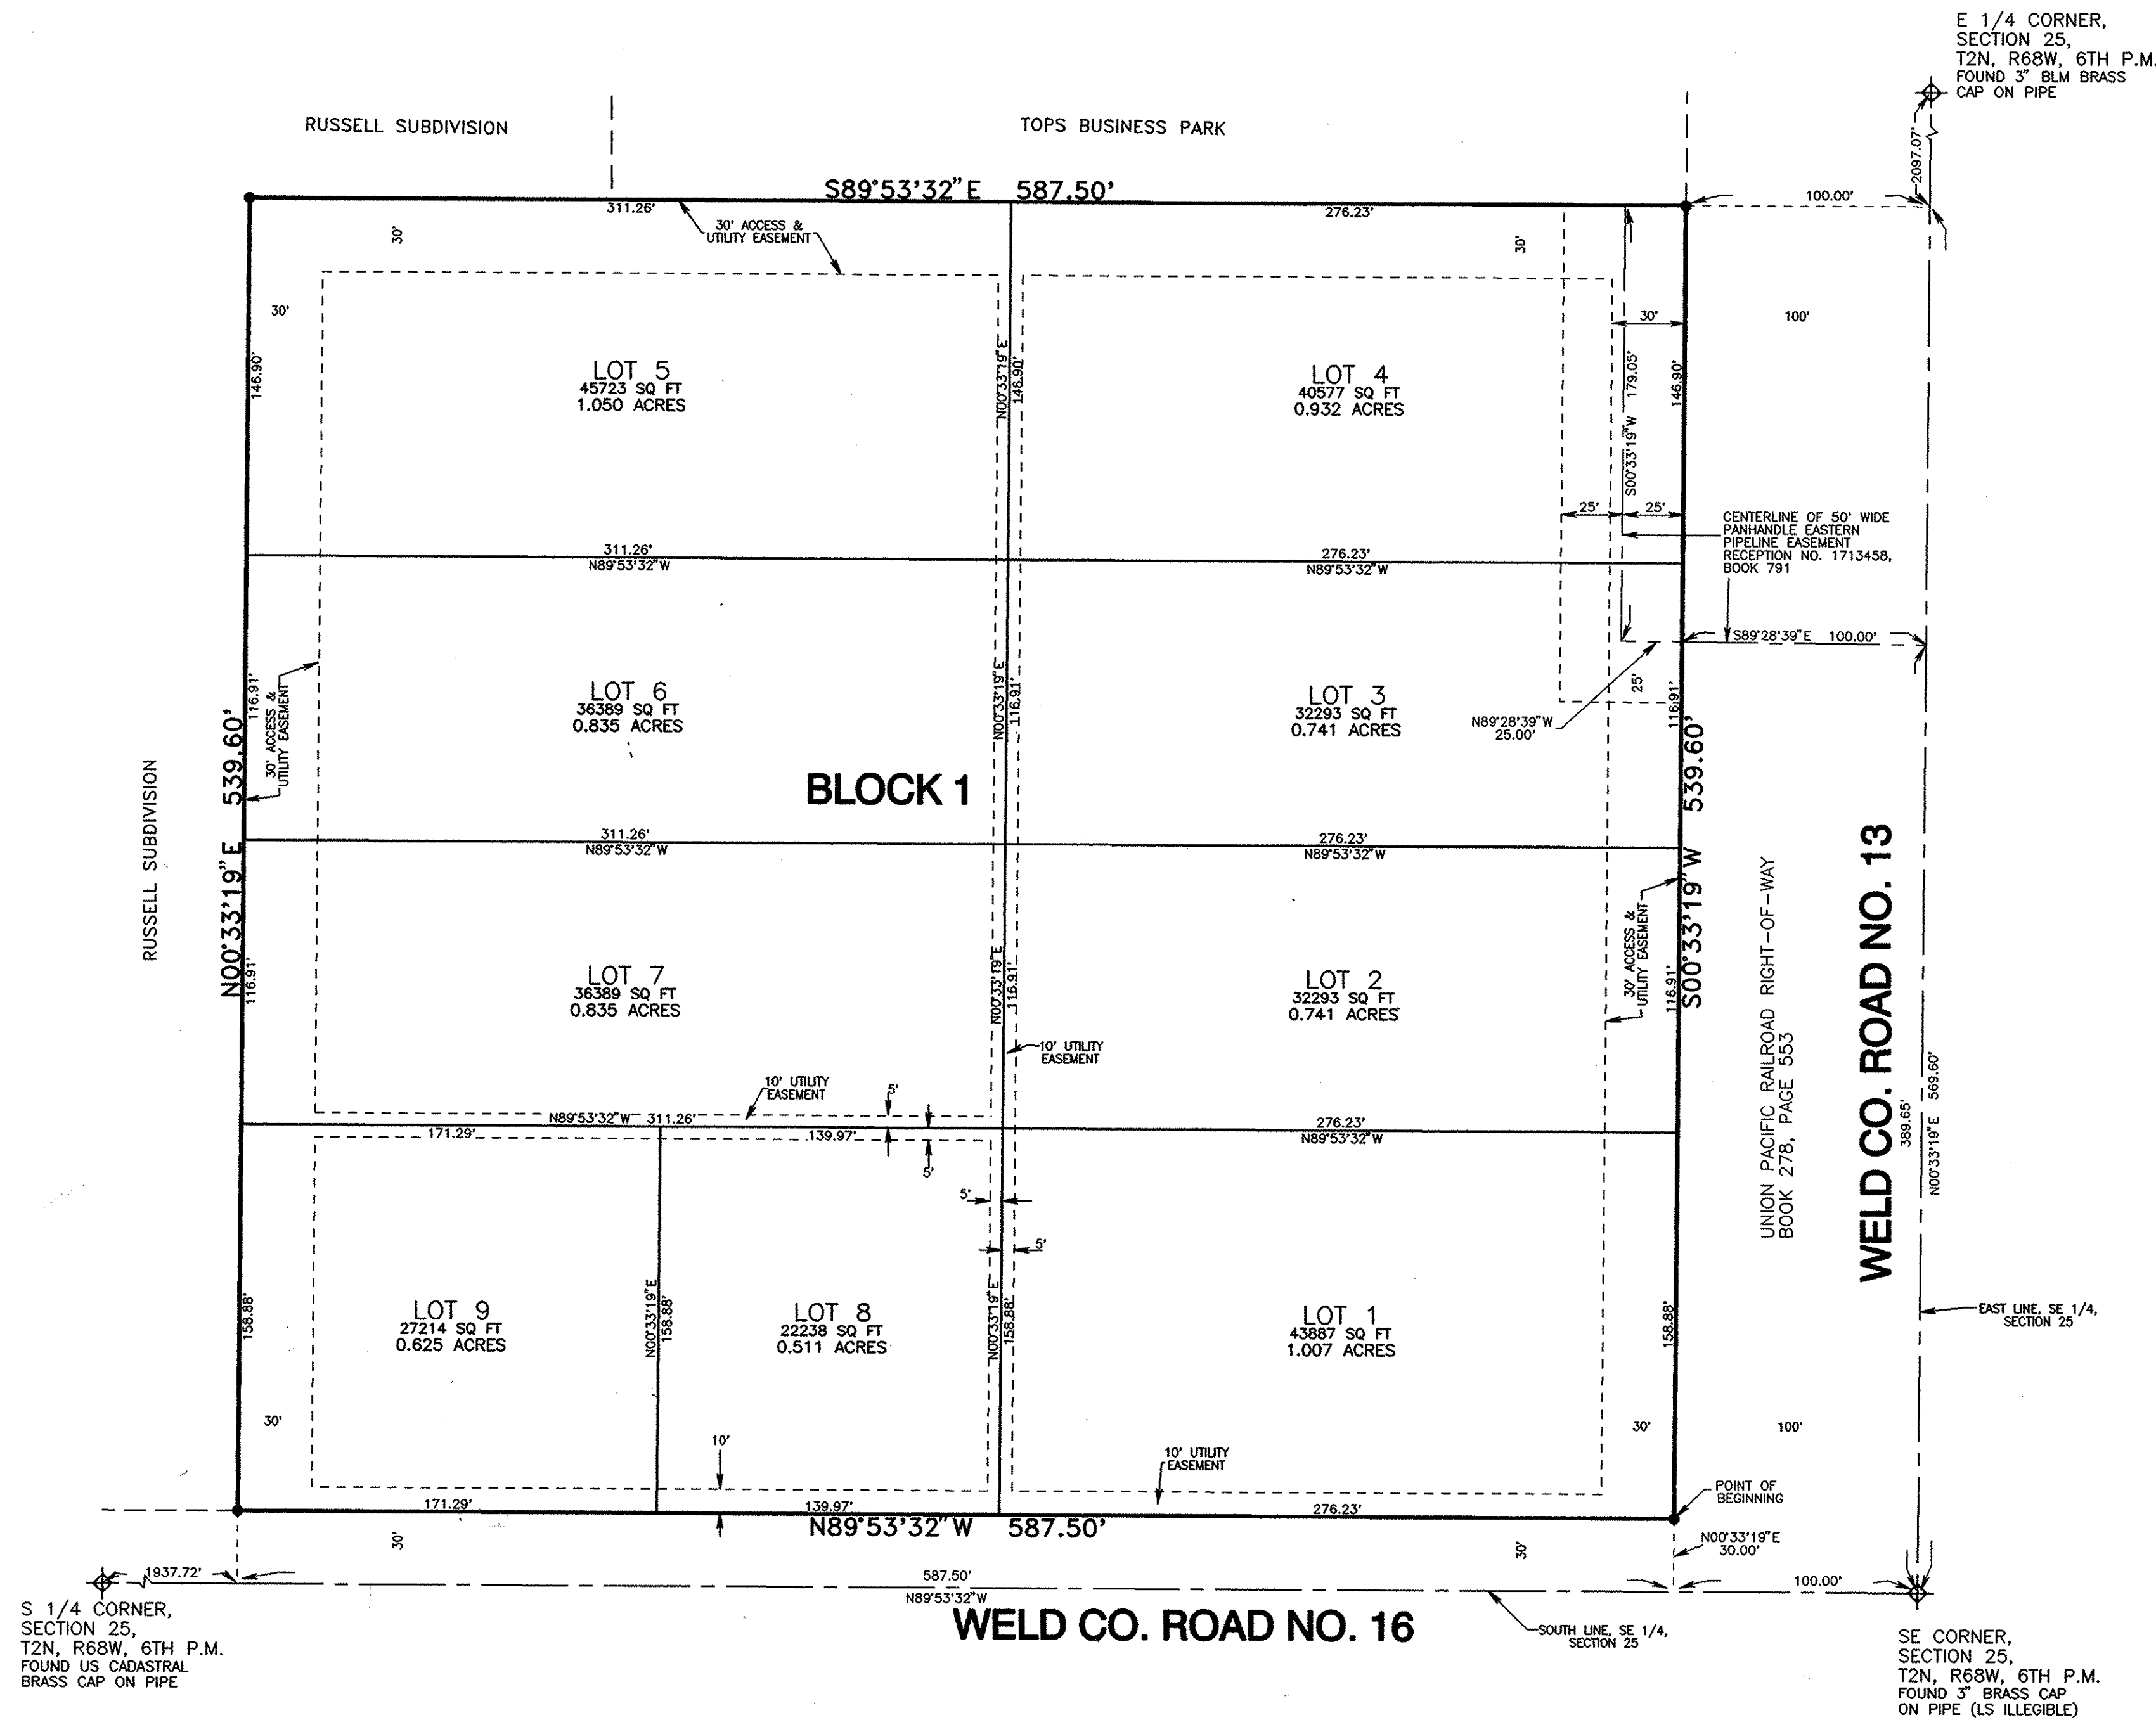 E 1/4 CORNER,
SECTION 25,
T2N, R68W, 6TH P.M.
FOUND 3" BLM BRASS
CAP ON PIPE
2097.07'
RUSSELL SUBDIVISION
TOPS BUSINESS PARK
S89°53'32"E 587.50'
311.26'
276.23'
100.00'
30' ACCESS &
UTILITY EASEMENT
30'
30'
30'
30'
100'
146.90'
LOT 5
45723 SQ FT
1.050 ACRES
N00°33'19"E
146.90'
LOT 4
40577 SQ FT
0.932 ACRES
S00°33'19"W 179.05'
146.90'
25'
25'
CENTERLINE OF 50' WIDE
PANHANDLE EASTERN
PIPELINE EASEMENT
RECEPTION NO. 1713458,
BOOK 791
311.26'
N89°53'32"W
276.23'
N89°53'32"W
S89°28'39"E 100.00'
116.91'
30' ACCESS &
UTILITY EASEMENT
LOT 6
36389 SQ FT
0.835 ACRES
N00°33'19"E
116.91'
LOT 3
32293 SQ FT
0.741 ACRES
25'
116.91'
N89°28'39"W
25.00'
BLOCK 1
RUSSELL SUBDIVISION
N00°33'19"E 539.60'
S00°33'19"W 539.60'
311.26'
N89°53'32"W
276.23'
N89°53'32"W
116.91'
LOT 7
36389 SQ FT
0.835 ACRES
N00°33'19"E
116.91'
LOT 2
32293 SQ FT
0.741 ACRES
30' ACCESS &
UTILITY EASEMENT
116.91'
UNION PACIFIC RAILROAD RIGHT-OF-WAY
BOOK 278, PAGE 553
WELD CO. ROAD NO. 13
389.65'
N00°33'19"E 569.60'
10' UTILITY
EASEMENT
10' UTILITY
EASEMENT
5'
N89°53'32"W 311.26'
171.29'
139.97'
276.23'
N89°53'32"W
5'
5'
5'
158.88'
LOT 9
27214 SQ FT
0.625 ACRES
N00°33'19"E
158.88'
LOT 8
22238 SQ FT
0.511 ACRES
N00°33'19"E
158.88'
LOT 1
43887 SQ FT
1.007 ACRES
158.88'
EAST LINE, SE 1/4,
SECTION 25
30'
10'
10' UTILITY
EASEMENT
30'
100'
POINT OF
BEGINNING
171.29'
139.97'
276.23'
N89°53'32"W 587.50'
30'
30'
N00°33'19"E
30.00'
1937.72'
587.50'
N89°53'32"W
100.00'
S 1/4 CORNER,
SECTION 25,
T2N, R68W, 6TH P.M.
FOUND US CADASTRAL
BRASS CAP ON PIPE
WELD CO. ROAD NO. 16
SOUTH LINE, SE 1/4,
SECTION 25
SE CORNER,
SECTION 25,
T2N, R68W, 6TH P.M.
FOUND 3" BRASS CAP
ON PIPE (LS ILLEGIBLE)